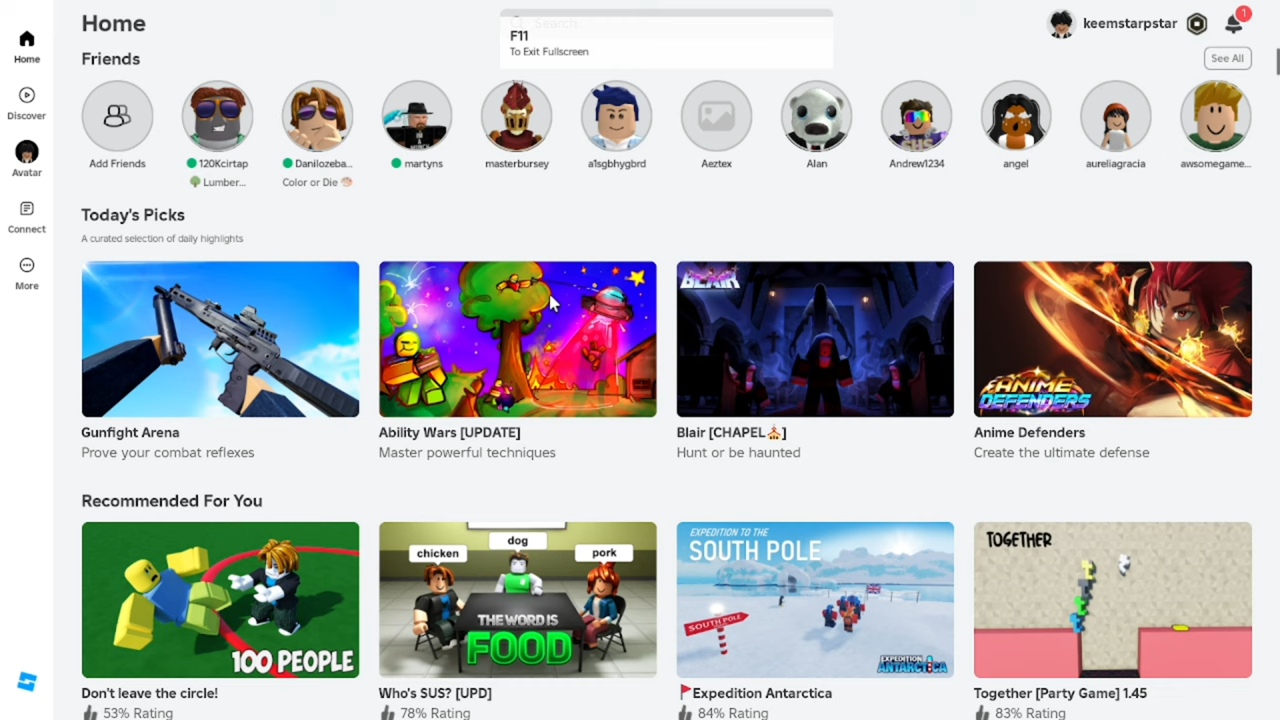 Home
Search
F11
To Exit Fullscreen
keemstarpstar
1
Friends
See All
Home
Discover
Avatar
Connect
More
Add Friends
120Kcirtap
Lumber...
Danilozeba...
Color or Die
martyns
masterbursey
a1sgbhygbrd
Aeztex
Alan
Andrew1234
angel
aureliagracia
awsomegame...
Today's Picks
A curated selection of daily highlights
BLAIR
ANIME
DEFENDERS
Gunfight Arena
Prove your combat reflexes
Ability Wars [UPDATE]
Master powerful techniques
Blair [CHAPEL⛪]
Hunt or be haunted
Anime Defenders
Create the ultimate defense
Recommended For You
100 PEOPLE
chicken
dog
pork
THE WORD IS
FOOD
EXPEDITION TO THE
SOUTH POLE
SOUTH POLE
EXPEDITION
ANTARCTICA
TOGETHER
Don't leave the circle!
53% Rating
Who's SUS? [UPD]
78% Rating
🚩Expedition Antarctica
84% Rating
Together [Party Game] 1.45
83% Rating